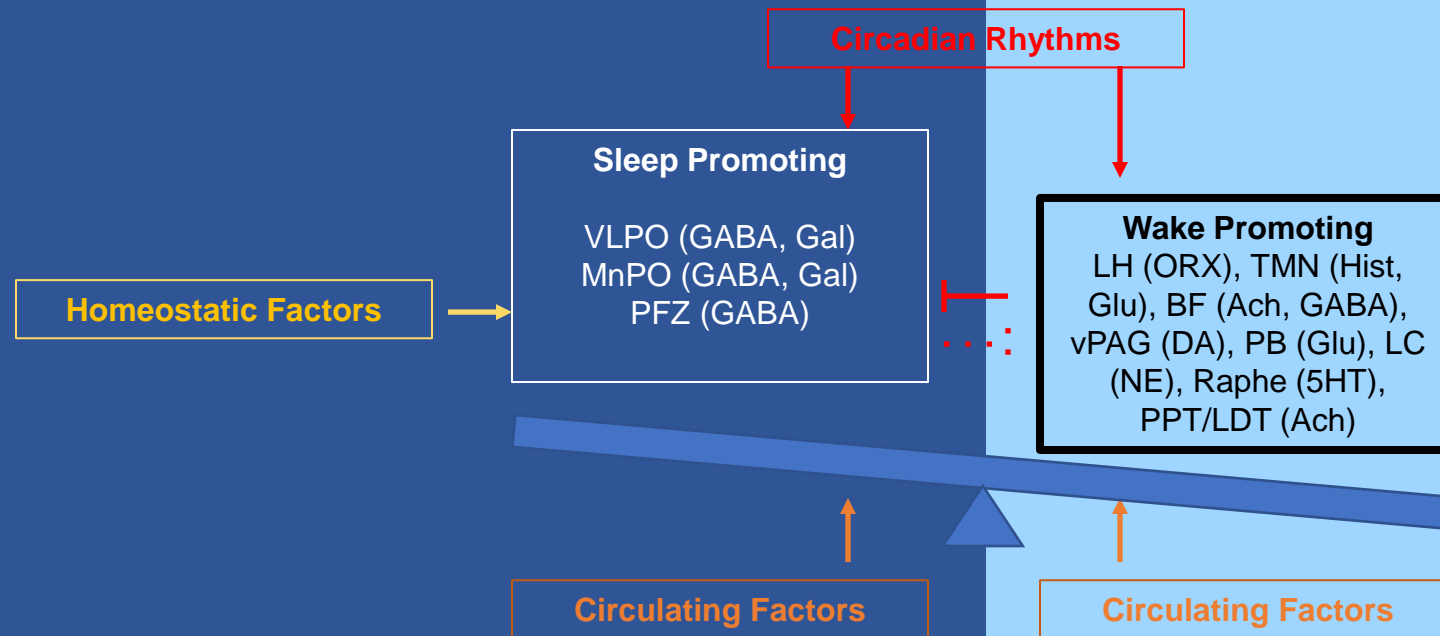 Circadian Rhythms
Sleep Promoting
VLPO (GABA, Gal)
MnPO (GABA, Gal)
PFZ (GABA)
Homeostatic Factors
Wake Promoting
LH (ORX), TMN (Hist,
Glu), BF (Ach, GABA),
vPAG (DA), PB (Glu), LC
(NE), Raphe (5HT),
PPT/LDT (Ach)
Circulating Factors
Circulating Factors